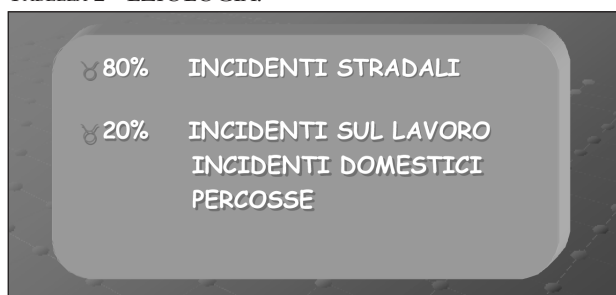 80% INCIDENTI STRADALI
20% INCIDENTI SUL LAVORO
INCIDENTI DOMESTICI
PERCOSSE